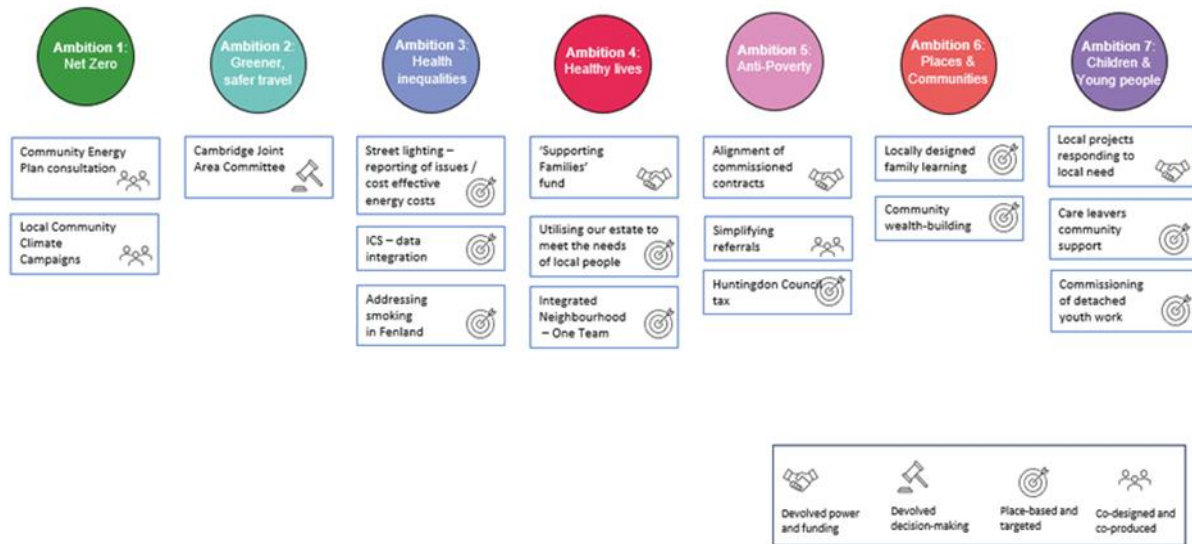 Ambition 1:
Net Zero
Ambition 2:
Greener,
safer travel
Ambition 3:
Health
inequalities
Ambition 4:
Healthy lives
Ambition 5:
Anti-Poverty
Ambition 6:
Places &
Communities
Ambition 7:
Children &
Young people
Community Energy
Plan consultation
Local Community
Climate
Campaigns
Cambridge Joint
Area Committee
Street lighting –
reporting of issues /
cost effective
energy costs
ICS – data
integration
Addressing
smoking
in Fenland
'Supporting
Families'
fund
Utilising our estate to
meet the needs
of local people
Integrated
Neighbourhood
– One Team
Alignment of
commissioned
contracts
Simplifying
referrals
Huntingdon Council
tax
Locally designed
family learning
Community
wealth-building
Local projects
responding to
local need
Care leavers
community
support
Commissioning
of detached
youth work
Devolved power
and funding
Devolved
decision-making
Place-based and
targeted
Co-designed and
co-produced